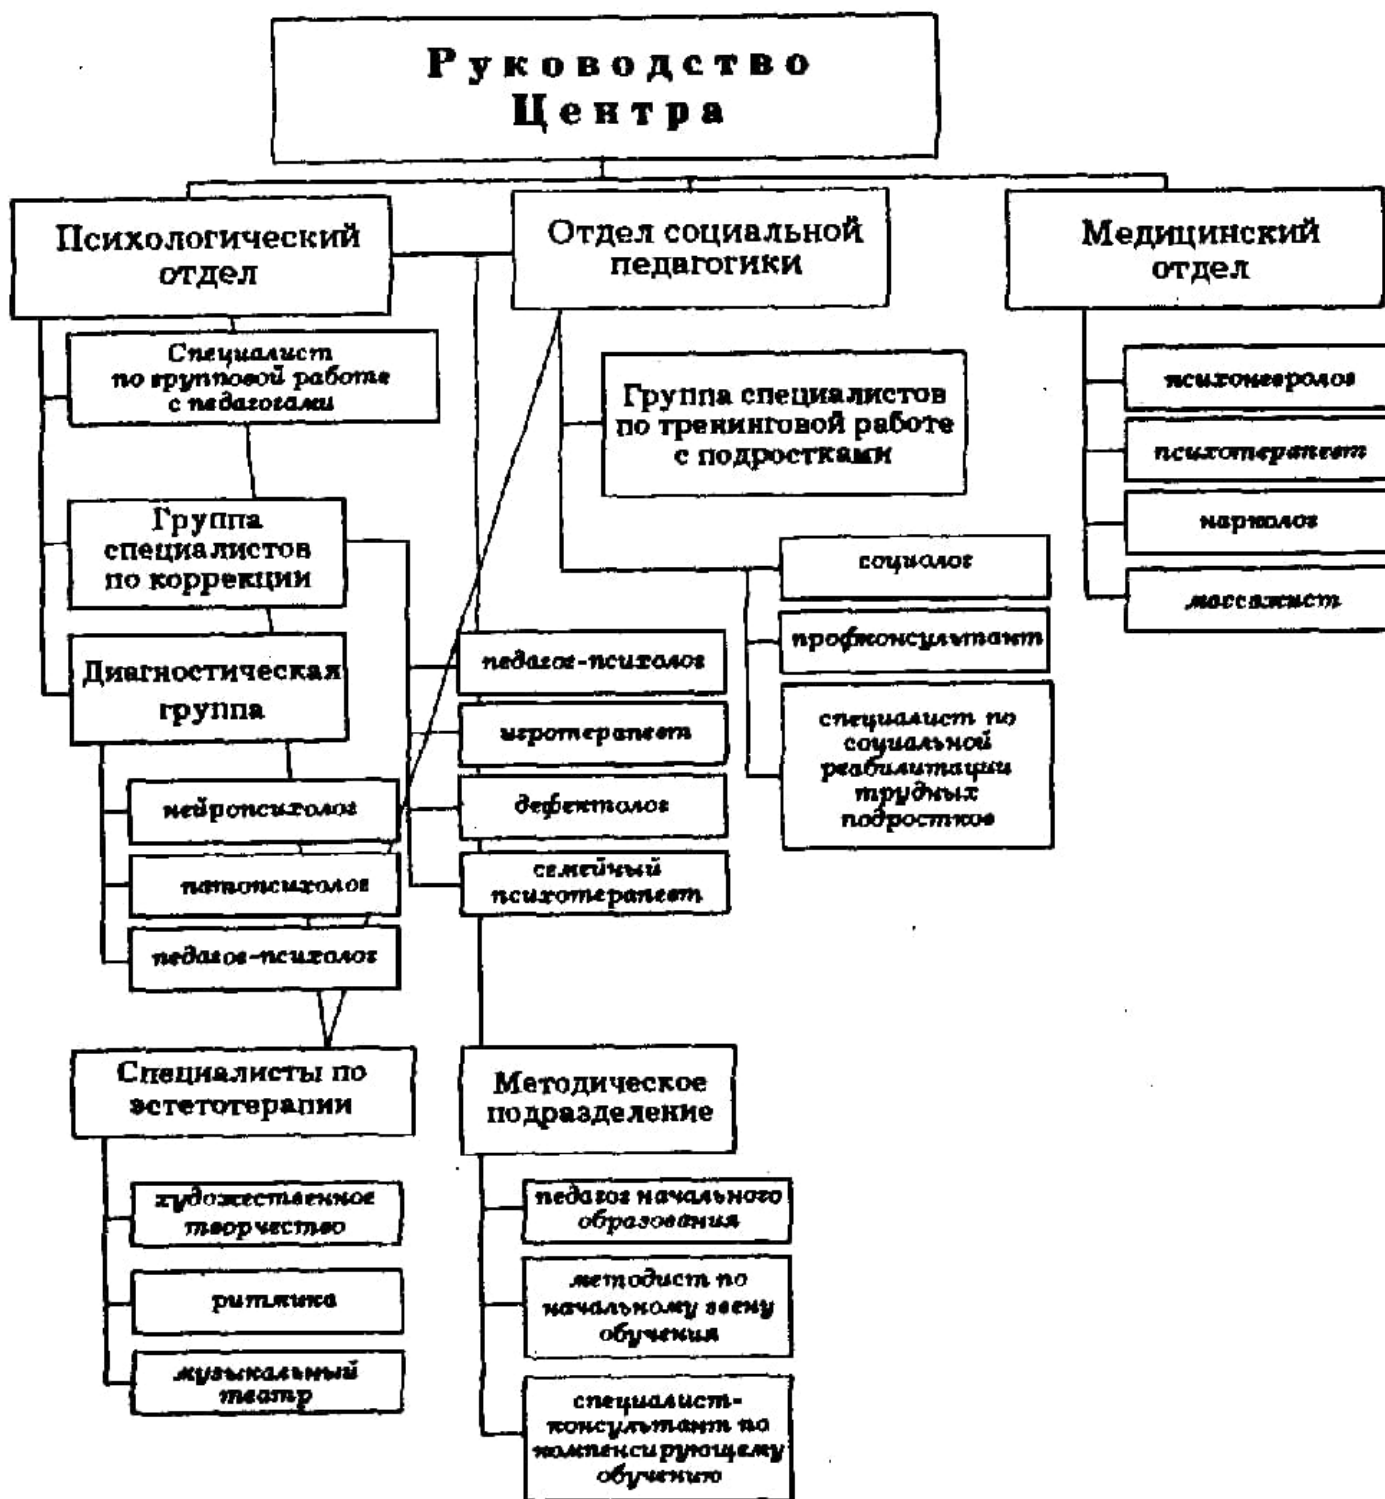 Руководство
Центра
Психологический
отдел
Отдел социальной
педагогики
Медицинский
отдел
Специалист
по групповой работе
с педагогами
Группа специалистов
по тренинговой работе
с подростками
психоневролог
психотерапевт
нарколог
массажист
Группа
специалистов
по коррекции
социолог
профконсультант
специалист по
социальной
реабилитации
трудных
подростков
Диагностическая
группа
педагог-психолог
игротерапевт
дефектолог
семейный
психотерапевт
нейропсихолог
патопсихолог
педагог-психолог
Специалисты по
эстетотерапии
Методическое
подразделение
художественное
творчество
ритмика
музыкальный
театр
педагог начального
образования
методист по
начальному звену
обучения
специалист-
консультант по
компенсирующему
обучению